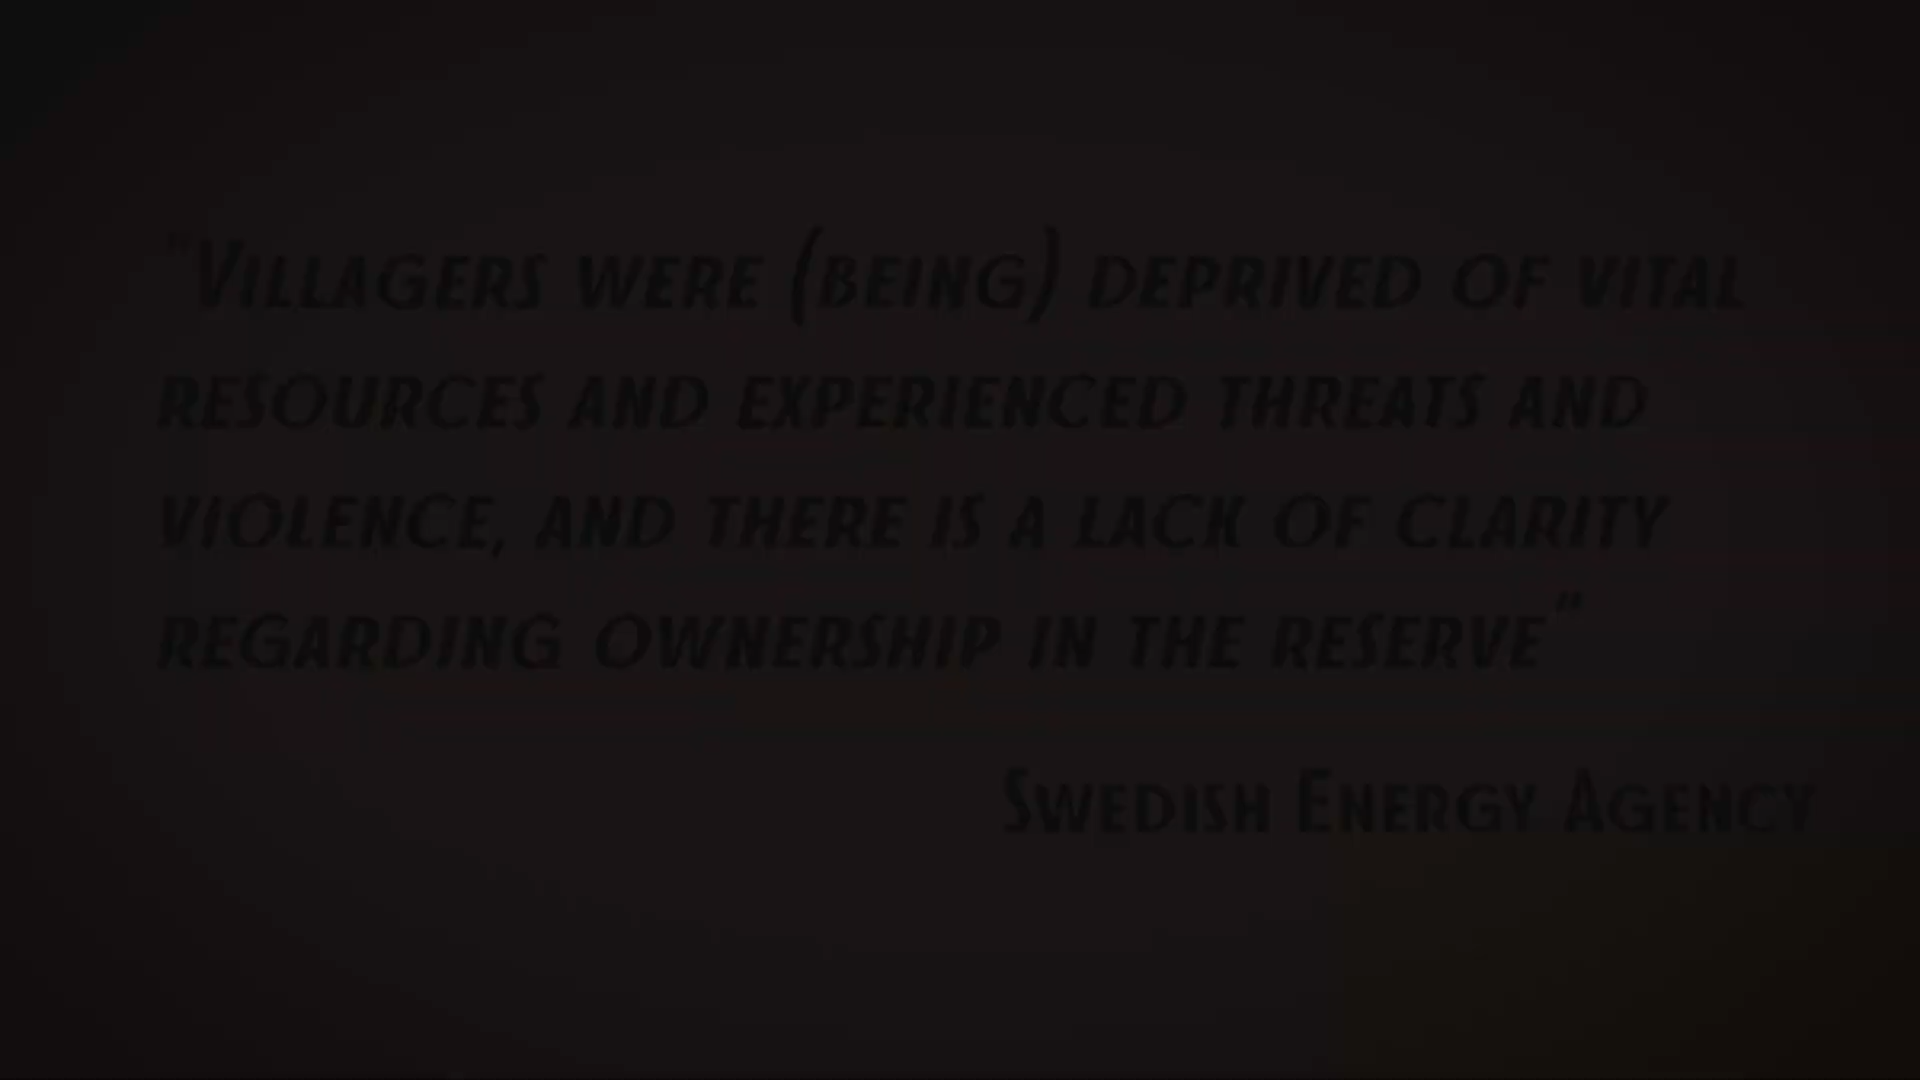 "Villagers were (being) deprived of vital
resources and experienced threats and
violence, and there is a lack of clarity
regarding ownership in the reserve"
Swedish Energy Agency